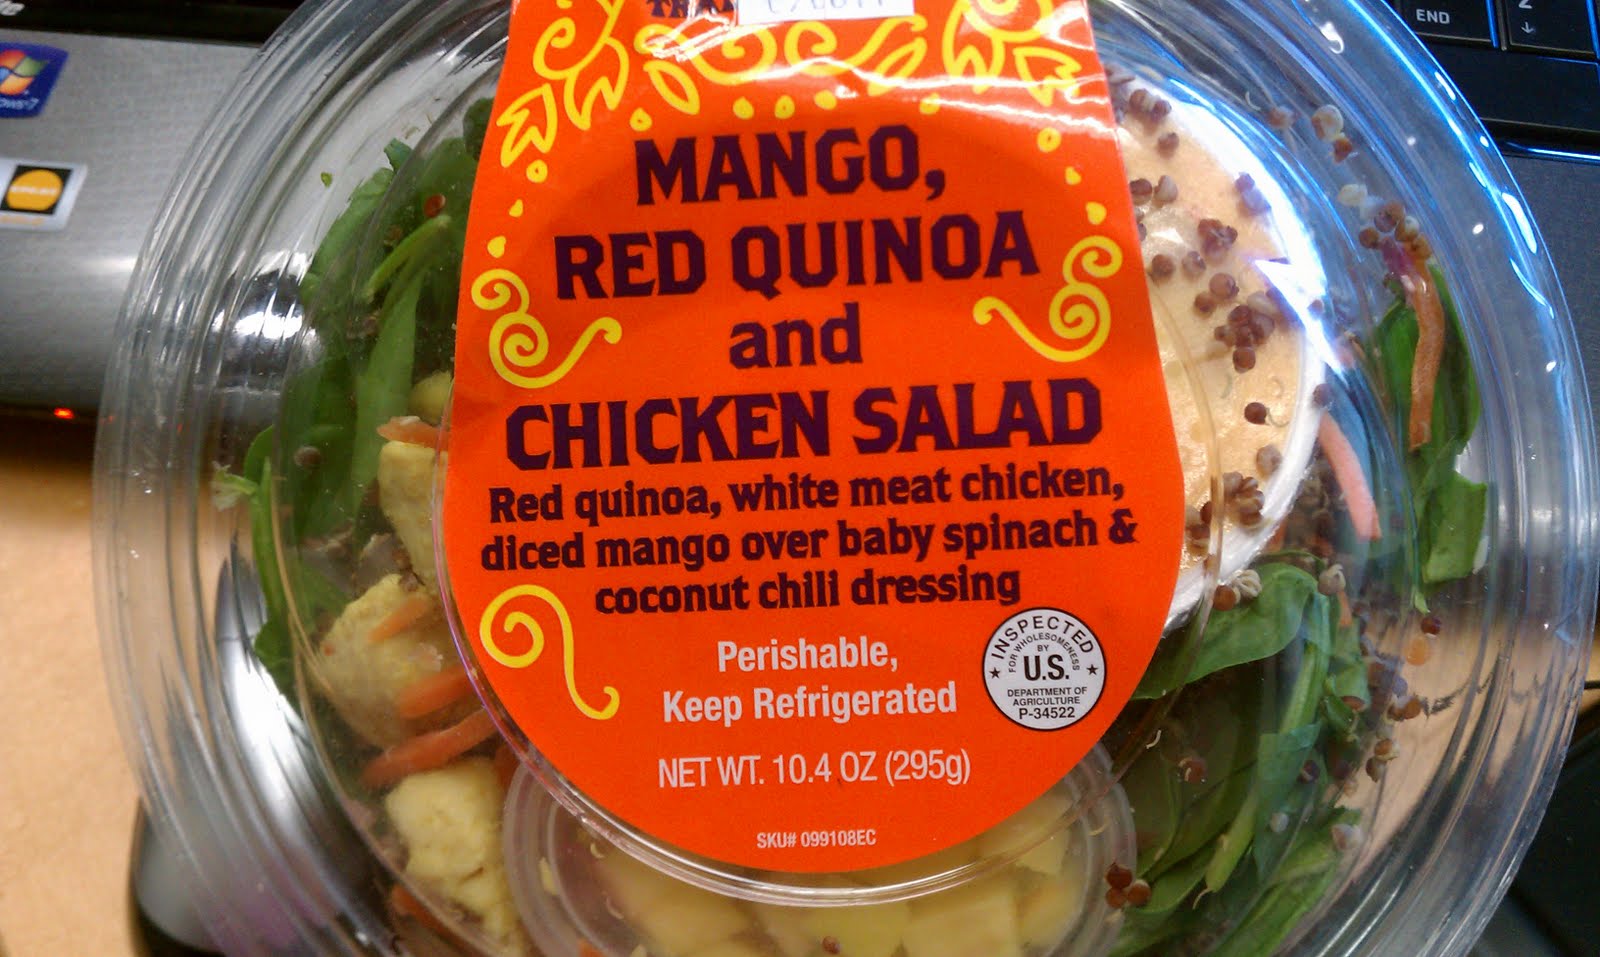 END
MANGO,
RED QUINOA
and
CHICKEN SALAD
Red quinoa, white meat chicken,
diced mango over baby spinach &
coconut chili dressing
Perishable,
Keep Refrigerated
INSPECTED
FOR WHOLESOMENESS
BY
U.S.
DEPARTMENT OF
AGRICULTURE
P-34522
NET WT. 10.4 OZ (295g)
SKU# 099108EC